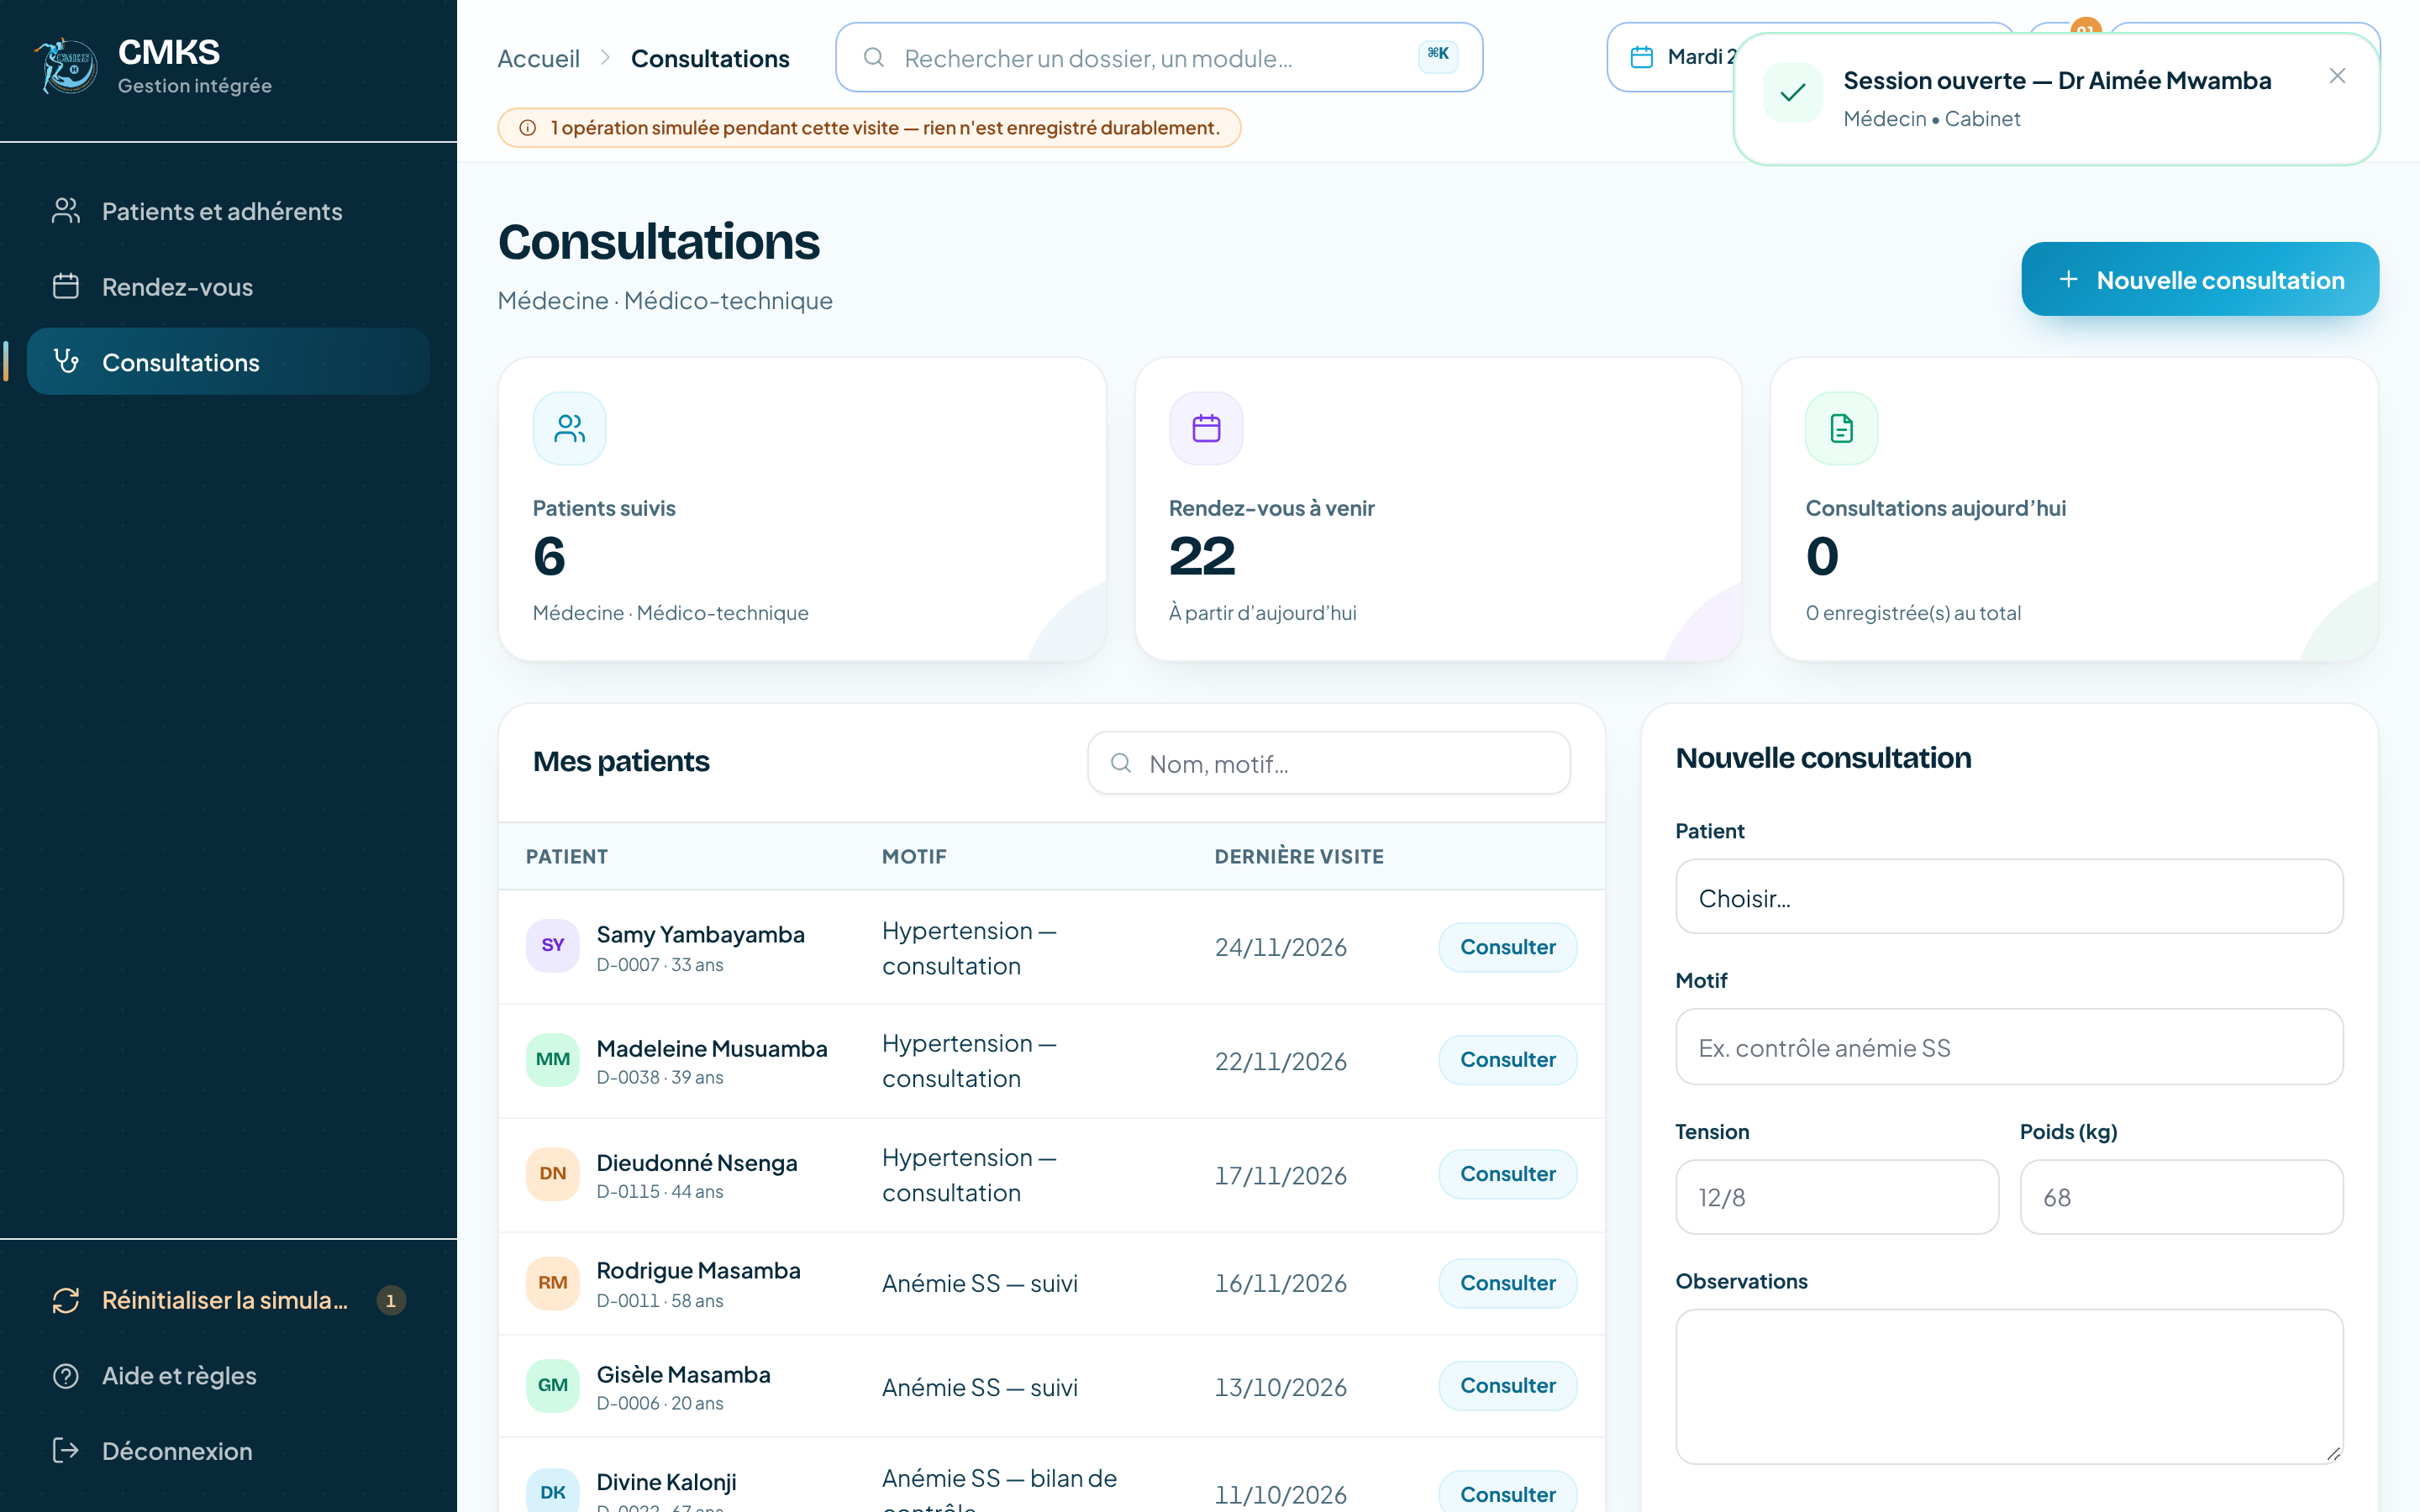 CMKS
Gestion intégrée
Patients et adhérents
Rendez-vous
Consultations
Réinitialiser la simula... 1
Aide et règles
Déconnexion
Accueil > Consultations
Rechercher un dossier, un module... ⌘K
Mardi
Session ouverte — Dr Aimée Mwamba
Médecin • Cabinet
1 opération simulée pendant cette visite — rien n'est enregistré durablement.
Consultations
Médecine · Médico-technique
+ Nouvelle consultation
Patients suivis
6
Médecine · Médico-technique
Rendez-vous à venir
22
À partir d’aujourd’hui
Consultations aujourd’hui
0
0 enregistrée(s) au total
Mes patients
Nom, motif...
PATIENT MOTIF DERNIÈRE VISITE
SY Samy Yambayamba
D-0007 · 33 ans
Hypertension —
consultation
24/11/2026 Consulter
MM Madeleine Musuamba
D-0038 · 39 ans
Hypertension —
consultation
22/11/2026 Consulter
DN Dieudonné Nsenga
D-0115 · 44 ans
Hypertension —
consultation
17/11/2026 Consulter
RM Rodrigue Masamba
D-0011 · 58 ans
Anémie SS — suivi
16/11/2026 Consulter
GM Gisèle Masamba
D-0006 · 20 ans
Anémie SS — suivi
13/10/2026 Consulter
DK Divine Kalonji
Anémie SS — bilan de
11/10/2026 Consulter
Nouvelle consultation
Patient
Choisir...
Motif
Ex. contrôle anémie SS
Tension
12/8
Poids (kg)
68
Observations